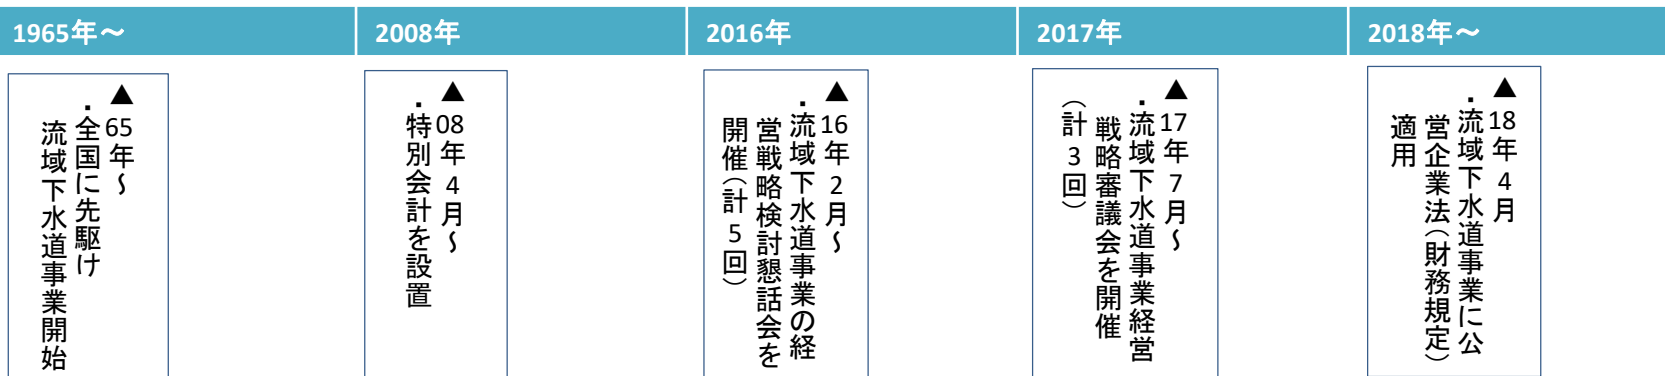 1965年～
2008年
2016年
2017年
2018年～
▲65年～
・全国に先駆け
流域下水道事業開始
▲08年4月～
・特別会計を設置
▲16年2月～
・流域下水道事業の経
営戦略検討懇話会を
開催（計5回）
▲17年7月～
・流域下水道事業経営
戦略審議会を開催
（計3回）
▲18年4月
・流域下水道事業に公
営企業法（財務規定）
適用